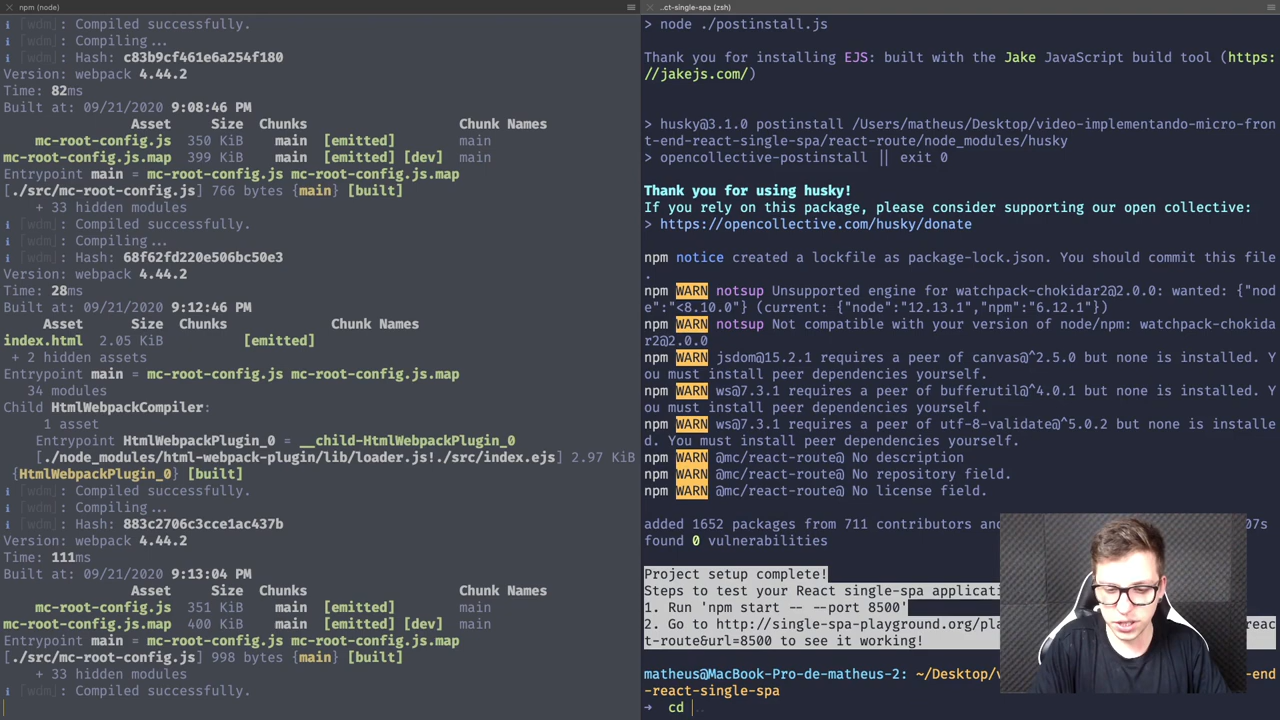 npm (node)
i ⌈wdm⌋: Compiled successfully.
i ⌈wdm⌋: Compiling...
i ⌈wdm⌋: Hash: c83b9cf461e6a254f180
Version: webpack 4.44.2
Time: 82ms
Built at: 09/21/2020 9:08:46 PM
Asset Size Chunks Chunk Names
mc-root-config.js 350 KiB main [emitted] main
mc-root-config.js.map 399 KiB main [emitted] [dev] main
Entrypoint main = mc-root-config.js mc-root-config.js.map
[./src/mc-root-config.js] 766 bytes {main} [built]
+ 33 hidden modules
i ⌈wdm⌋: Compiled successfully.
i ⌈wdm⌋: Compiling...
i ⌈wdm⌋: Hash: 68f62fd220e506bc50e3
Version: webpack 4.44.2
Time: 28ms
Built at: 09/21/2020 9:12:46 PM
Asset Size Chunks Chunk Names
index.html 2.05 KiB [emitted]
+ 2 hidden assets
Entrypoint main = mc-root-config.js mc-root-config.js.map
34 modules
Child HtmlWebpackCompiler:
1 asset
Entrypoint HtmlWebpackPlugin_0 = __child-HtmlWebpackPlugin_0
[./node_modules/html-webpack-plugin/lib/loader.js!./src/index.ejs] 2.97 KiB
{HtmlWebpackPlugin_0} [built]
i ⌈wdm⌋: Compiled successfully.
i ⌈wdm⌋: Compiling...
i ⌈wdm⌋: Hash: 883c2706c3cce1ac437b
Version: webpack 4.44.2
Time: 111ms
Built at: 09/21/2020 9:13:04 PM
Asset Size Chunks Chunk Names
mc-root-config.js 351 KiB main [emitted] main
mc-root-config.js.map 400 KiB main [emitted] [dev] main
Entrypoint main = mc-root-config.js mc-root-config.js.map
[./src/mc-root-config.js] 998 bytes {main} [built]
+ 33 hidden modules
i ⌈wdm⌋: Compiled successfully.
..ct-single-spa (zsh)
> node ./postinstall.js
Thank you for installing EJS: built with the Jake JavaScript build tool (https:
//jakejs.com/)
> husky@3.1.0 postinstall /Users/matheus/Desktop/video-implementando-micro-front
-end-react-single-spa/react-route/node_modules/husky
> opencollective-postinstall || exit 0
Thank you for using husky!
If you rely on this package, please consider supporting our open collective:
> https://opencollective.com/husky/donate
npm notice created a lockfile as package-lock.json. You should commit this file
.
npm WARN notsup Unsupported engine for watchpack-chokidar2@2.0.0: wanted: {"nod
e":"<8.10.0"} (current: {"node":"12.13.1","npm":"6.12.1"})
npm WARN notsup Not compatible with your version of node/npm: watchpack-chokida
r2@2.0.0
npm WARN jsdom@15.2.1 requires a peer of canvas@^2.5.0 but none is installed. Y
ou must install peer dependencies yourself.
npm WARN ws@7.3.1 requires a peer of bufferutil@^4.0.1 but none is installed. Y
ou must install peer dependencies yourself.
npm WARN ws@7.3.1 requires a peer of utf-8-validate@^5.0.2 but none is installe
d. You must install peer dependencies yourself.
npm WARN @mc/react-route@ No description
npm WARN @mc/react-route@ No repository field.
npm WARN @mc/react-route@ No license field.
added 1652 packages from 711 contributors 07s
found 0 vulnerabilities
Project setup complete!
Steps to test your React single-spa
1. Run 'npm start -- --port 8500'
2. Go to http://single-spa-playground.org/ reac
t-route&url=8500 to see it working!
matheus@MacBook-Pro-de-matheus-2: ~/Desktop/ -end
-react-single-spa
→ cd ..